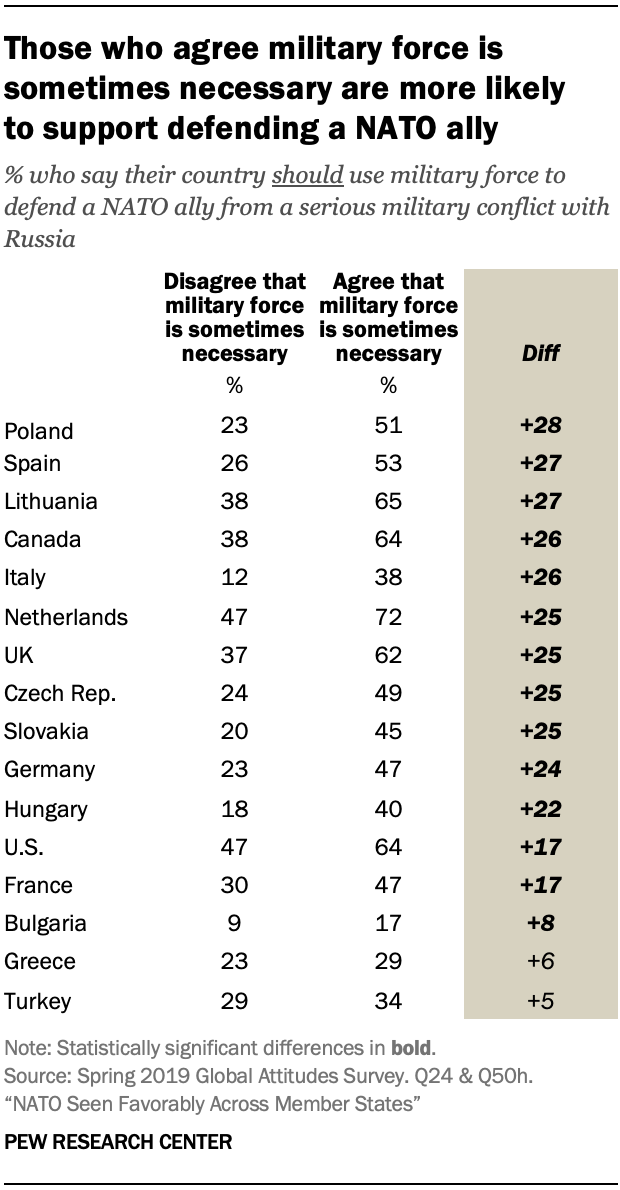 Those who agree military force is
sometimes necessary are more likely
to support defending a NATO ally
% who say their country should use military force to
defend a NATO ally from a serious military conflict with
Russia
Disagree that military force is sometimes necessary Agree that military force is sometimes necessary Diff
% %
Poland 23 51 +28
Spain 26 53 +27
Lithuania 38 65 +27
Canada 38 64 +26
Italy 12 38 +26
Netherlands 47 72 +25
UK 37 62 +25
Czech Rep. 24 49 +25
Slovakia 20 45 +25
Germany 23 47 +24
Hungary 18 40 +22
U.S. 47 64 +17
France 30 47 +17
Bulgaria 9 17 +8
Greece 23 29 +6
Turkey 29 34 +5
Note: Statistically significant differences in bold.
Source: Spring 2019 Global Attitudes Survey. Q24 & Q50h.
“NATO Seen Favorably Across Member States”
PEW RESEARCH CENTER